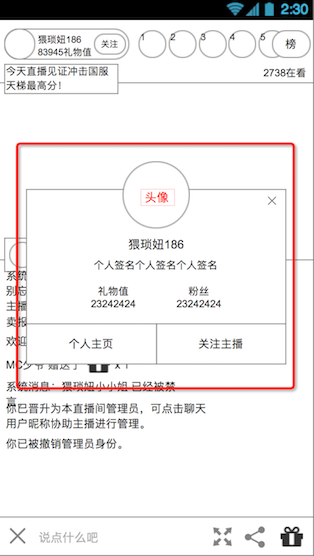 2:30
猥琐妞186
83945礼物值
关注
1
2
3
4
5
榜
今天直播见证冲击国服
天梯最高分！
2738在看
头像
×
猥琐妞186
个人签名个人签名个人签名
礼物值
粉丝
23242424
23242424
个人主页
关注主播
系统
别忘
主播
卖报
欢迎
MC少爷 赠送了
x 1
系统消息：猥琐妞小小姐 已经被禁
言
你已晋升为本直播间管理员，可点击聊天
用户昵称协助主播进行管理。
你已被撤销管理员身份。
说点什么吧